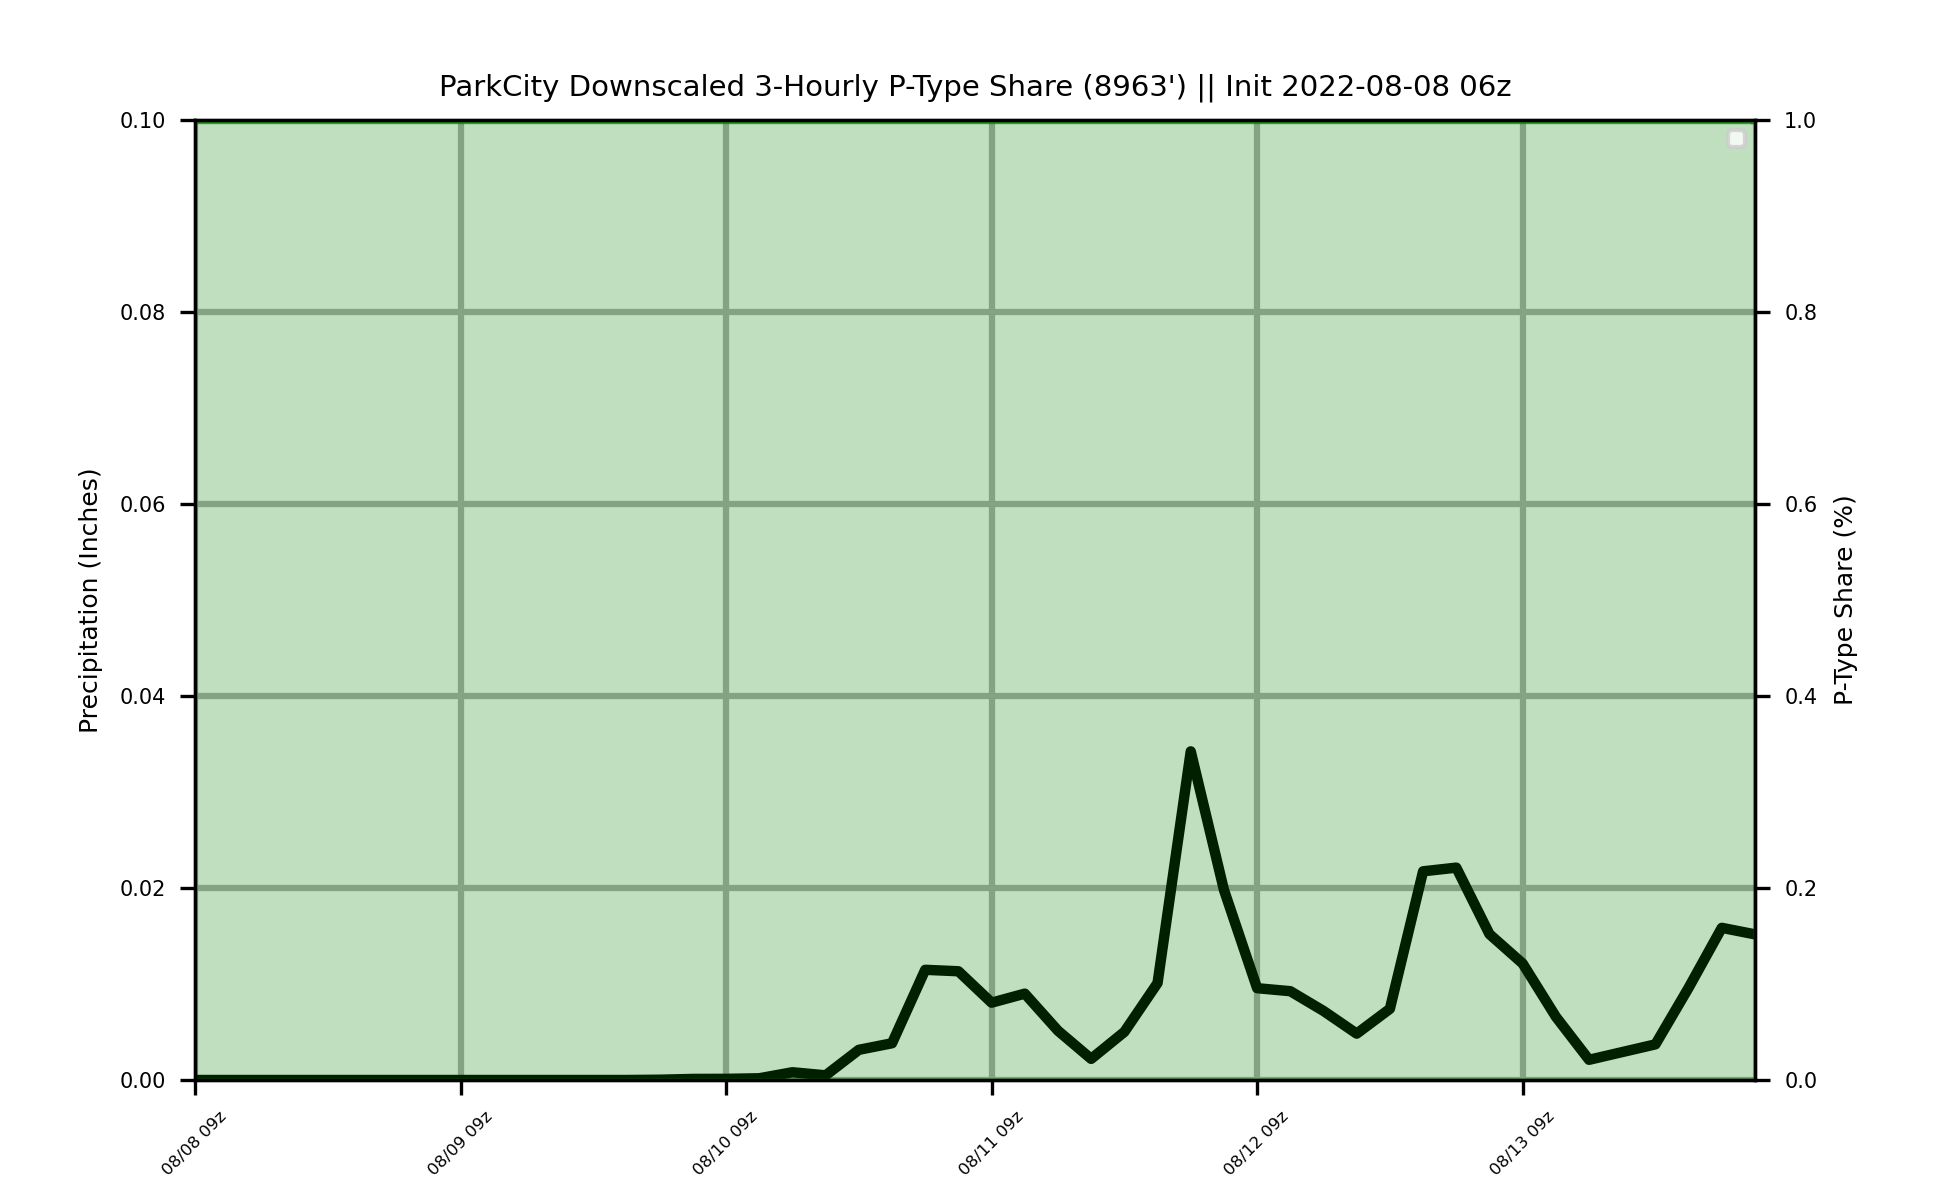 ParkCity Downscaled 3-Hourly P-Type Share (8963') || Init 2022-08-08 06z
0.10
0.08
0.06
0.04
0.02
0.00
Precipitation (Inches)
1.0
0.8
0.6
0.4
0.2
0.0
P-Type Share (%)
08/08 09z
08/09 09z
08/10 09z
08/11 09z
08/12 09z
08/13 09z